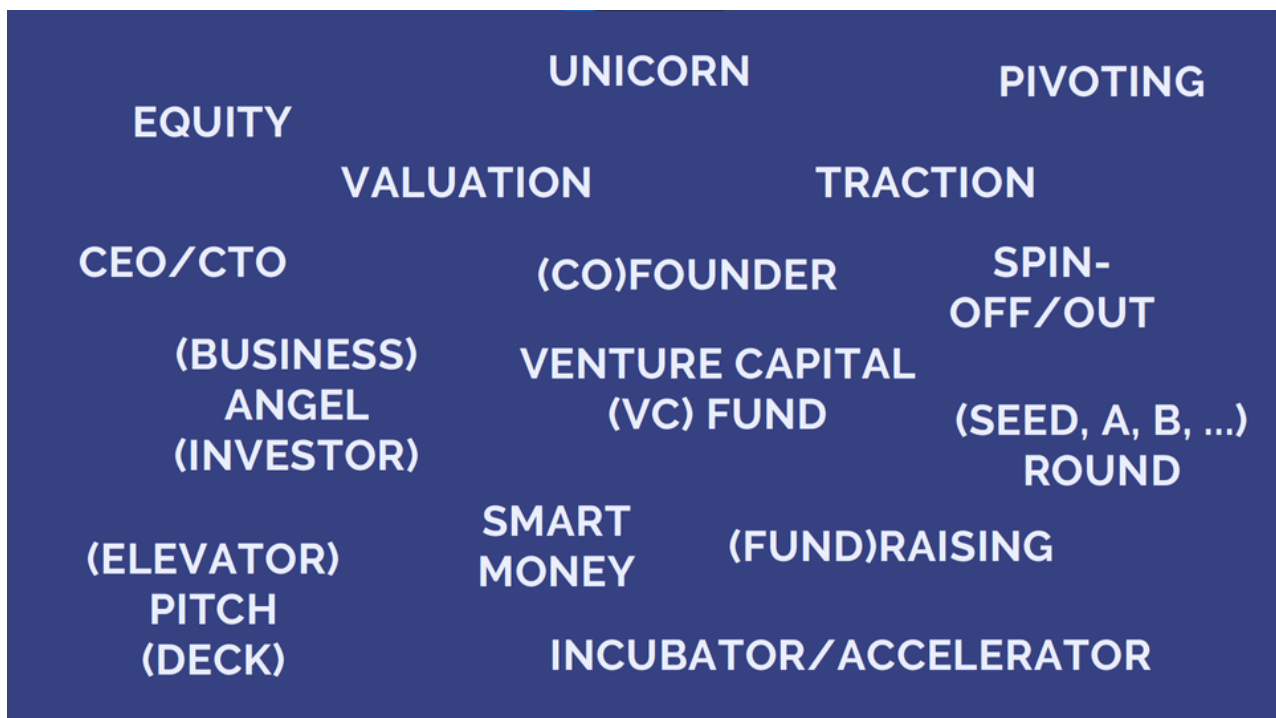 UNICORN
PIVOTING
EQUITY
VALUATION
TRACTION
CEO/CTO
(CO)FOUNDER
SPIN-
OFF/OUT
(BUSINESS)
ANGEL
(INVESTOR)
VENTURE CAPITAL
(VC) FUND
(SEED, A, B, ...)
ROUND
(ELEVATOR)
PITCH
(DECK)
SMART
MONEY
(FUND)RAISING
INCUBATOR/ACCELERATOR